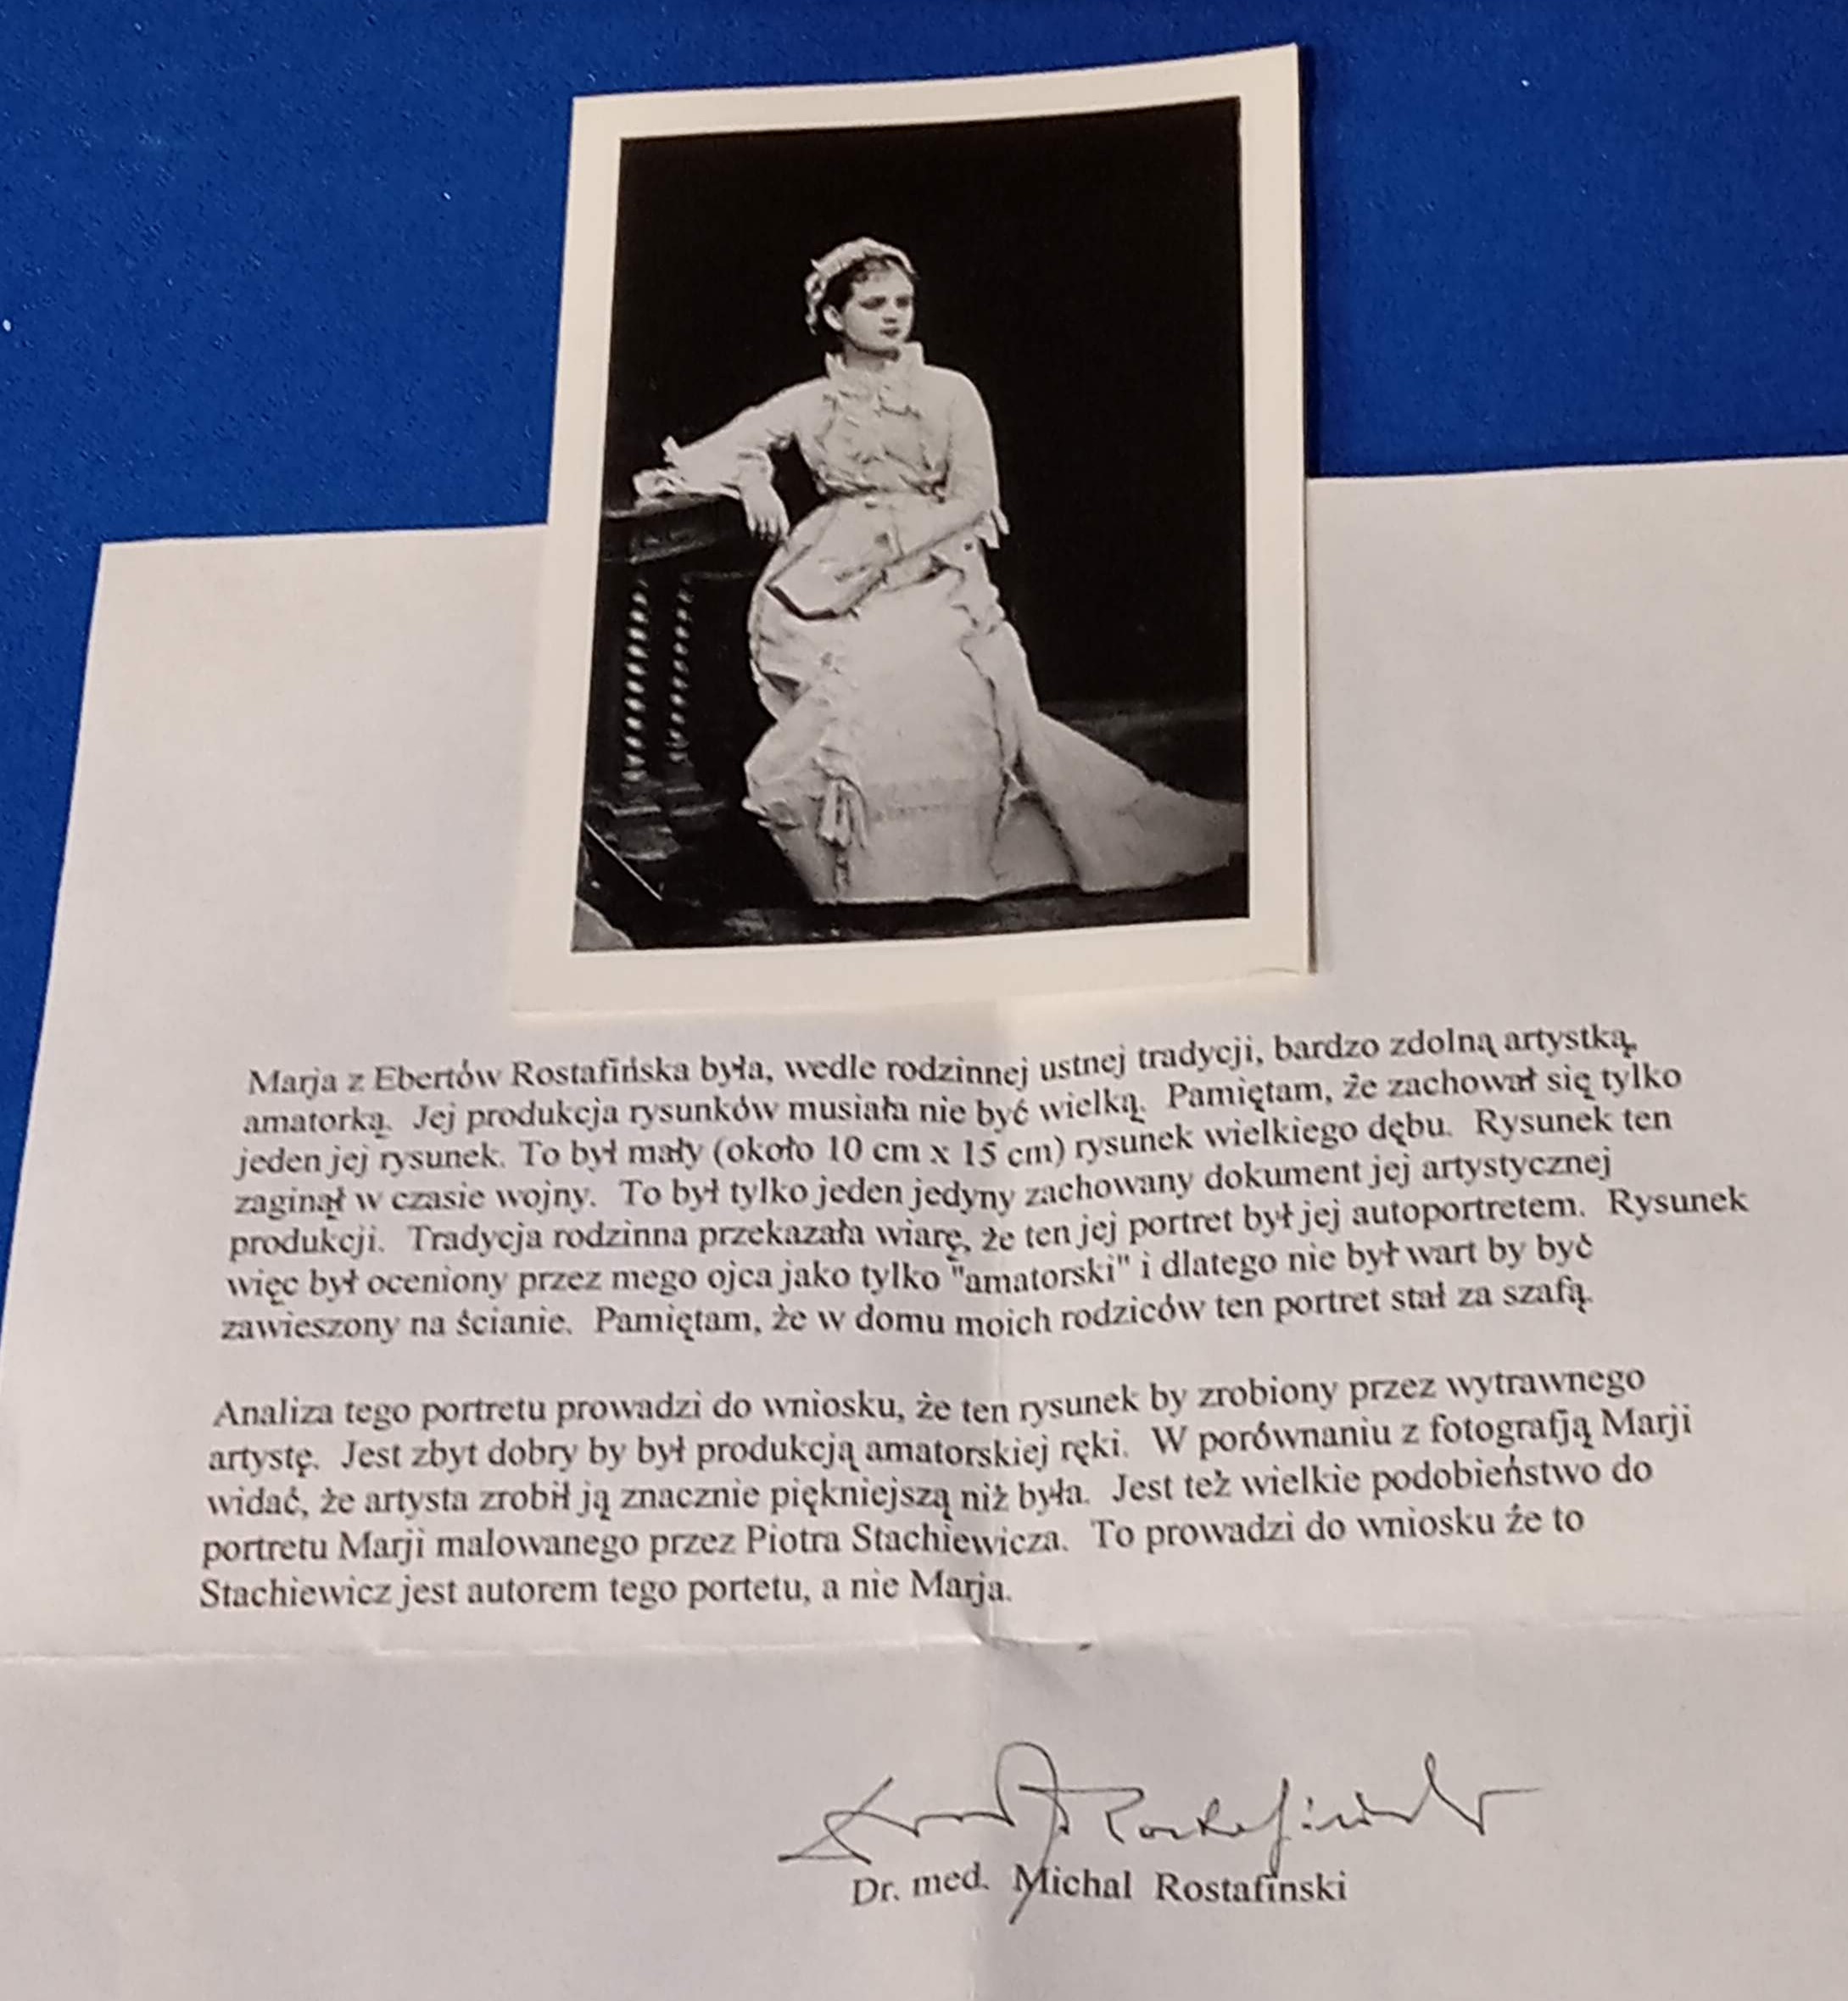 Marja z Ebertów Rostafińska była, wedle rodzinnej ustnej tradycji, bardzo zdolną artystką,
amatorką. Jej produkcja rysunków musiała nie być wielką. Pamiętam, że zachował się tylko
jeden jej rysunek. To był mały (około 10 cm x 15 cm) rysunek wielkiego dębu. Rysunek ten
zaginął w czasie wojny. To był tylko jeden jedyny zachowany dokument jej artystycznej
produkcji. Tradycja rodzinna przekazała wiarę, że ten jej portret był jej autoportretem. Rysunek
więc był oceniony przez mego ojca jako tylko "amatorski" i dlatego nie był wart by być
zawieszony na ścianie. Pamiętam, że w domu moich rodziców ten portret stał za szafą.
Analiza tego portretu prowadzi do wniosku, że ten rysunek by zrobiony przez wytrawnego
artystę. Jest zbyt dobry by był produkcją amatorskiej ręki. W porównaniu z fotografją Marji
widać, że artysta zrobił ją znacznie piękniejszą niż była. Jest też wielkie podobieństwo do
portretu Marji malowanego przez Piotra Stachiewicza. To prowadzi do wniosku źe to
Stachiewicz jest autorem tego portetu, a nie Marja.
Dr. med. Michal Rostafinski